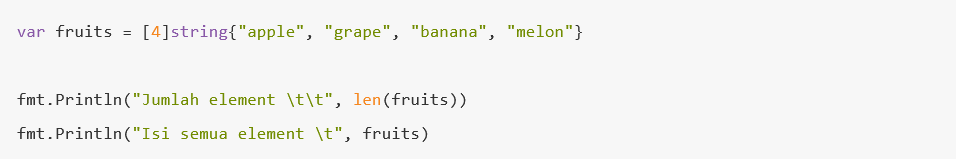 var fruits = [4]string{"apple", "grape", "banana", "melon"}
fmt.Println("Jumlah element \t\t", len(fruits))
fmt.Println("Isi semua element \t", fruits)